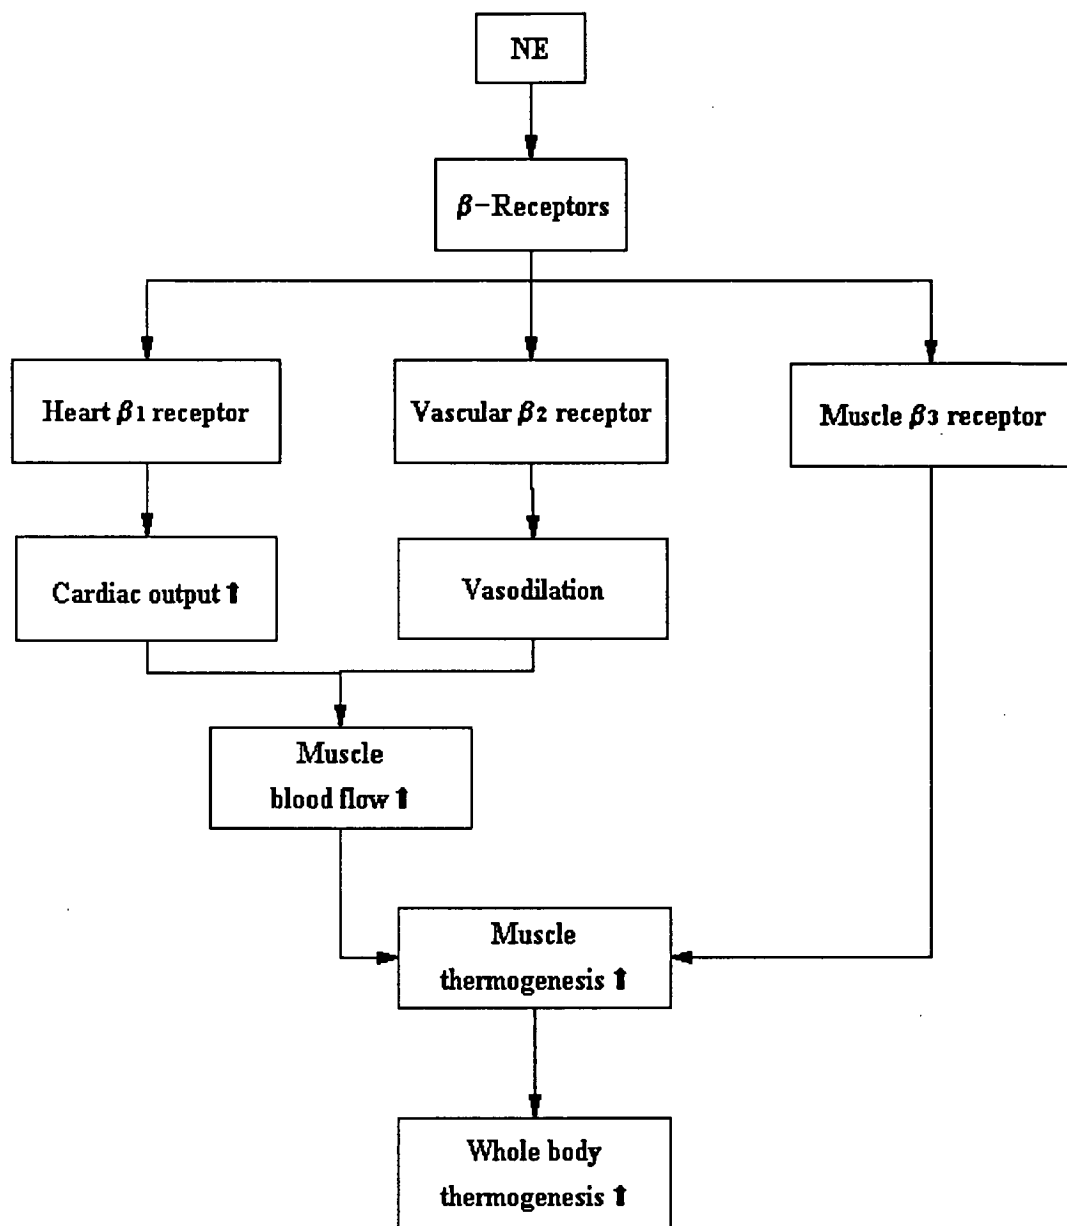 NE
β-Receptors
Heart β1 receptor
Vascular β2 receptor
Muscle β3 receptor
Cardiac output ⬆
Vasodilation
Muscle
blood flow ⬆
Muscle
thermogenesis ⬆
Whole body
thermogenesis ⬆